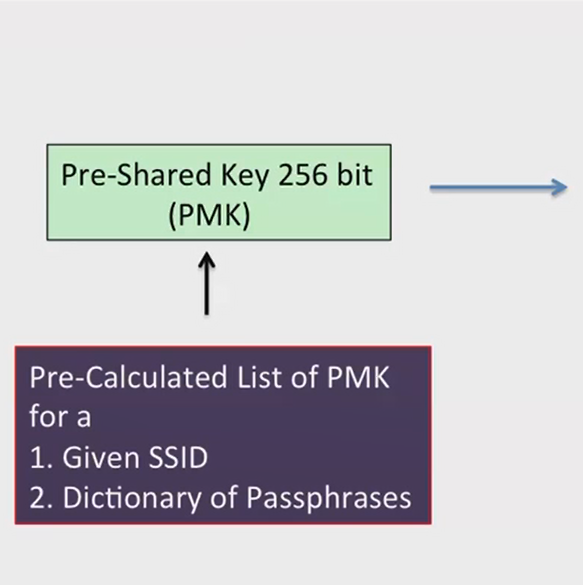 Pre-Shared Key 256 bit
(PMK)
Pre-Calculated List of PMK
for a
1. Given SSID
2. Dictionary of Passphrases